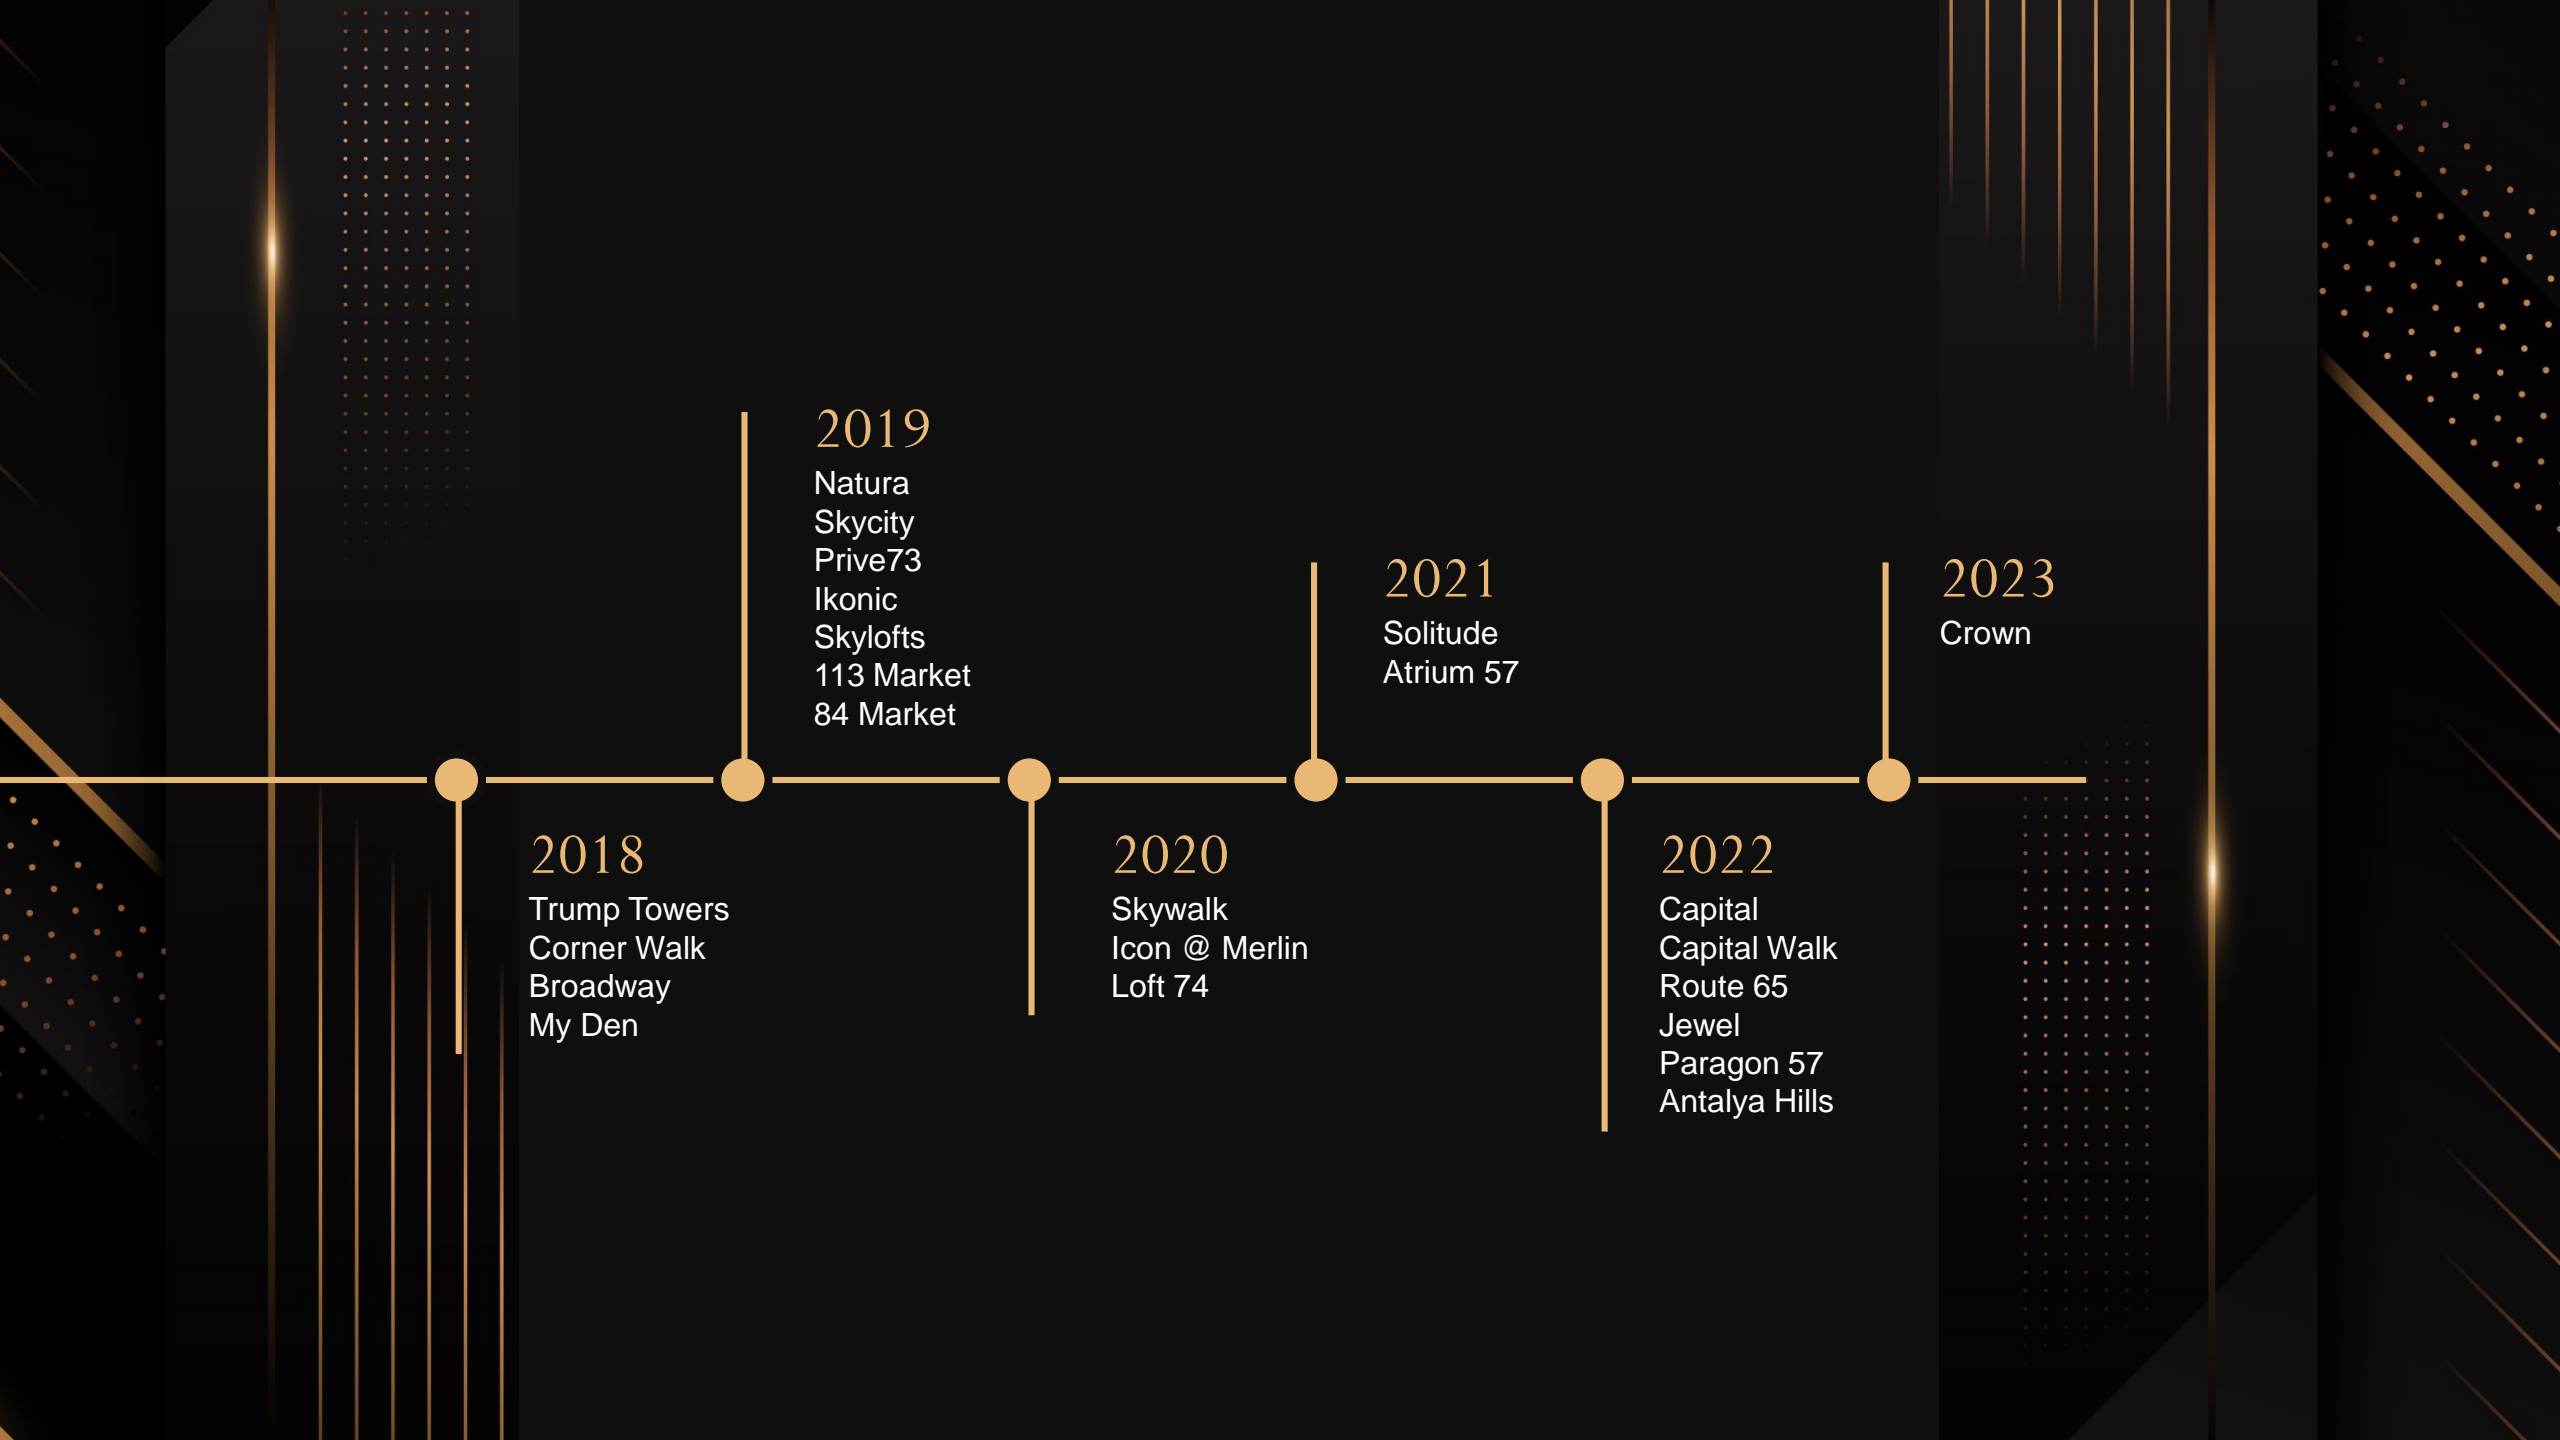 2018
Trump Towers
Corner Walk
Broadway
My Den
2019
Natura
Skycity
Prive73
Ikonic
Skylofts
113 Market
84 Market
2020
Skywalk
Icon @ Merlin
Loft 74
2021
Solitude
Atrium 57
2022
Capital
Capital Walk
Route 65
Jewel
Paragon 57
Antalya Hills
2023
Crown